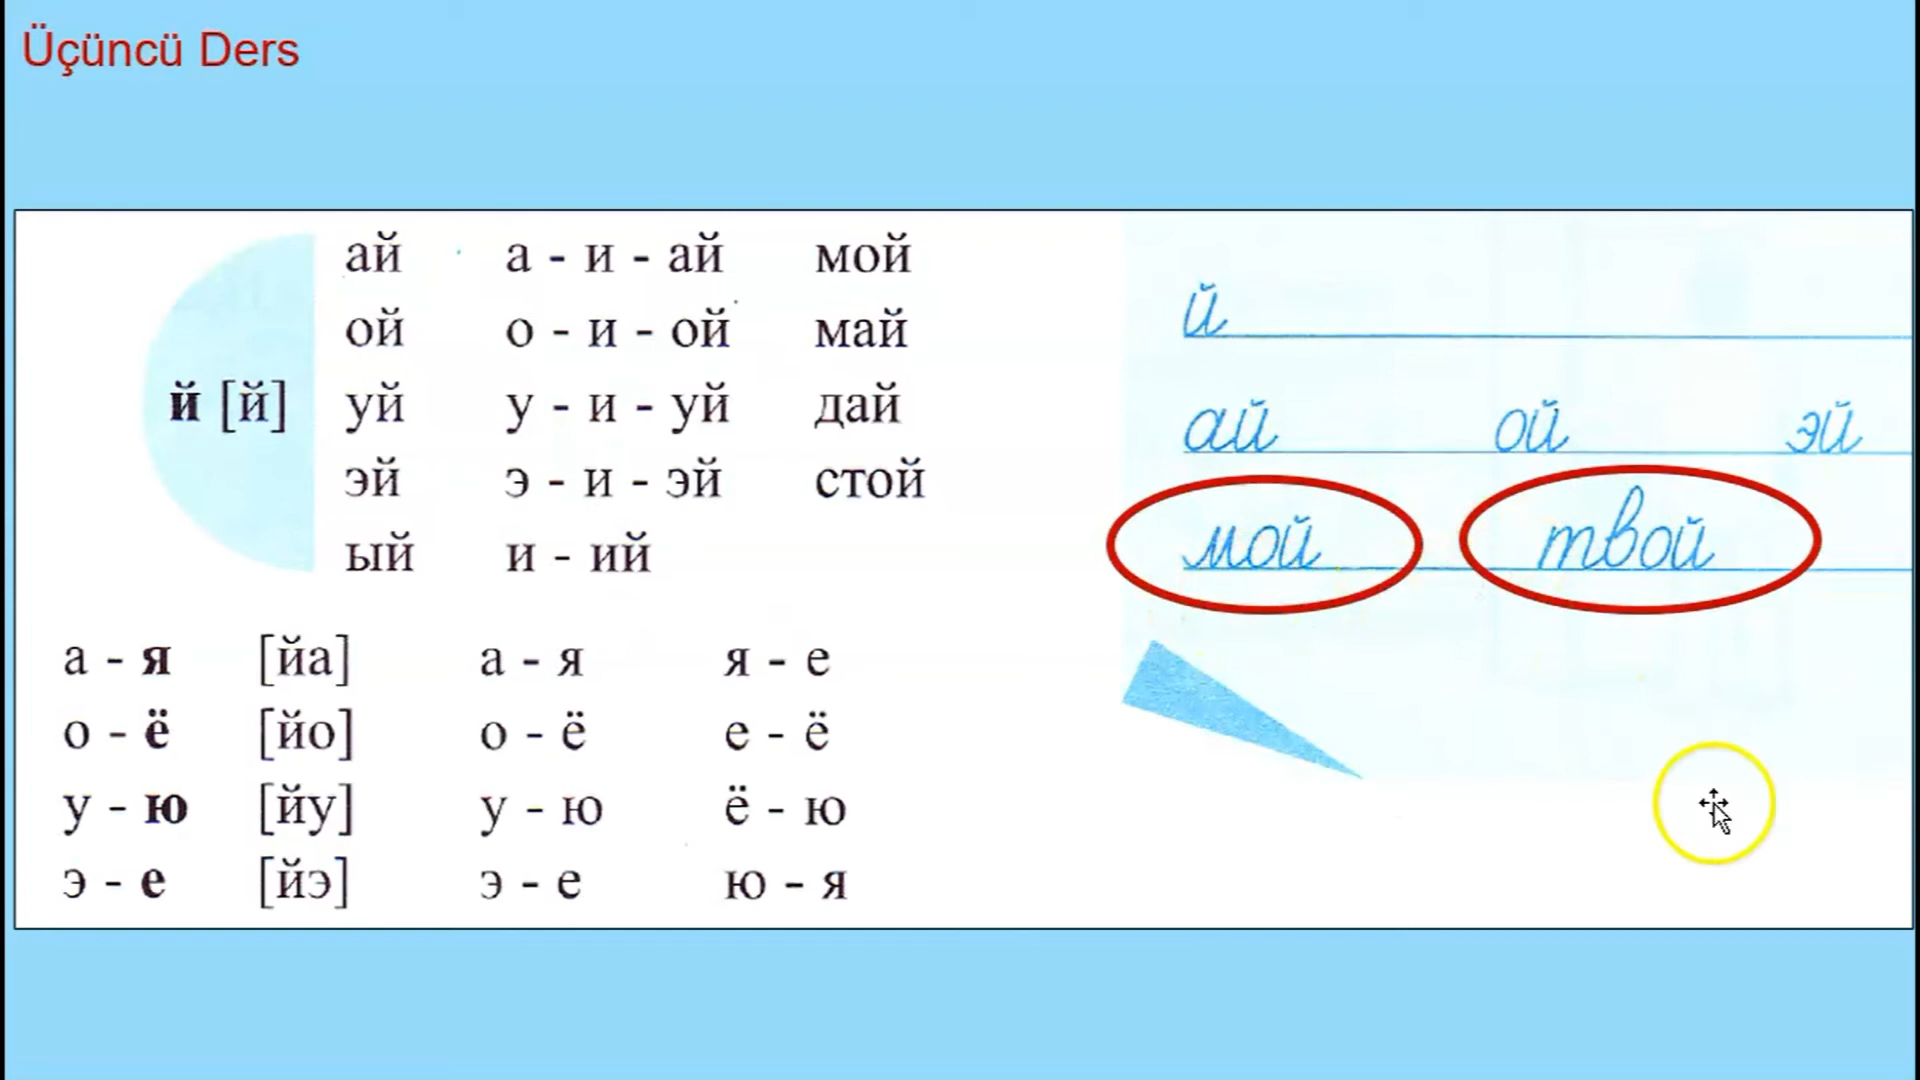 Üçüncü Ders
й [й]
ай а - и - ай мой
ой о - и - ой май
уй у - и - уй дай
эй э - и - эй стой
ый и - ий
а - я [йа] а - я я - е
о - ё [йо] о - ё е - ё
у - ю [йу] у - ю ё - ю
э - е [йэ] э - е ю - я
й
ай ой эй
мой твой